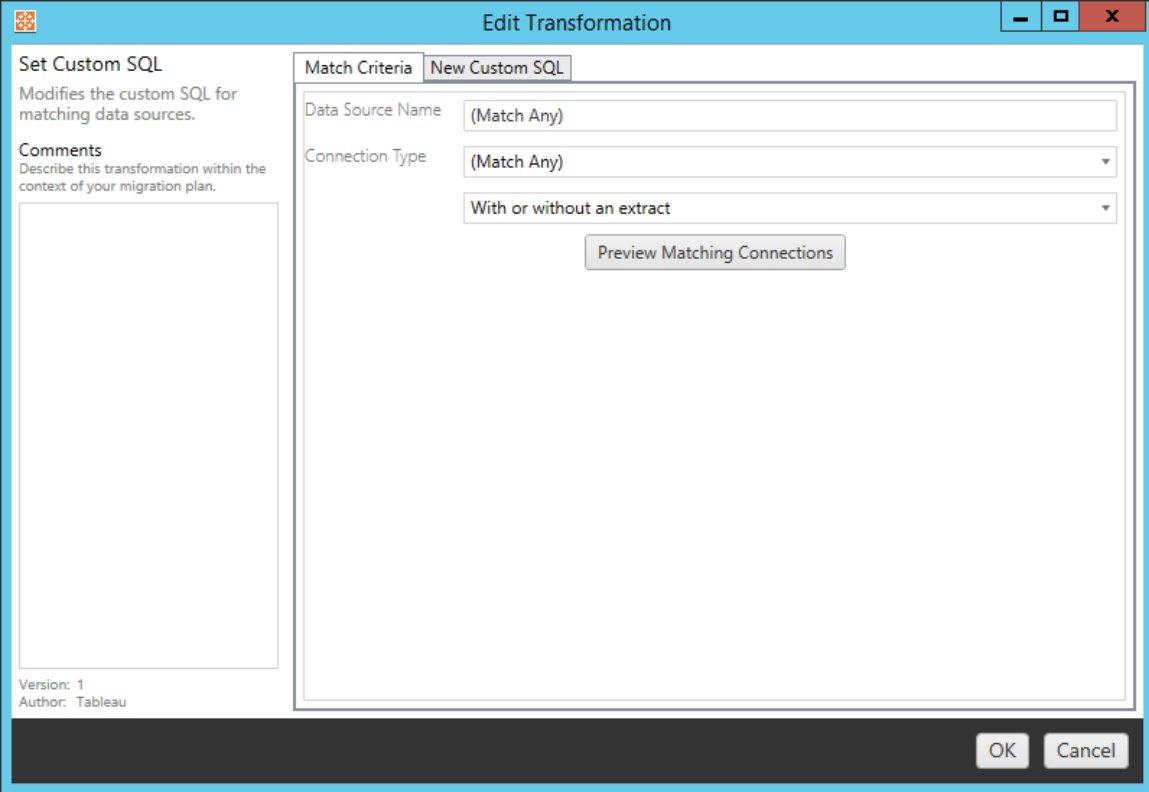 Edit Transformation
Set Custom SQL
Modifies the custom SQL for
matching data sources.
Comments
Describe this transformation within the
context of your migration plan.
Version: 1
Author: Tableau
Match Criteria
New Custom SQL
Data Source Name
(Match Any)
Connection Type
(Match Any)
With or without an extract
Preview Matching Connections
OK
Cancel